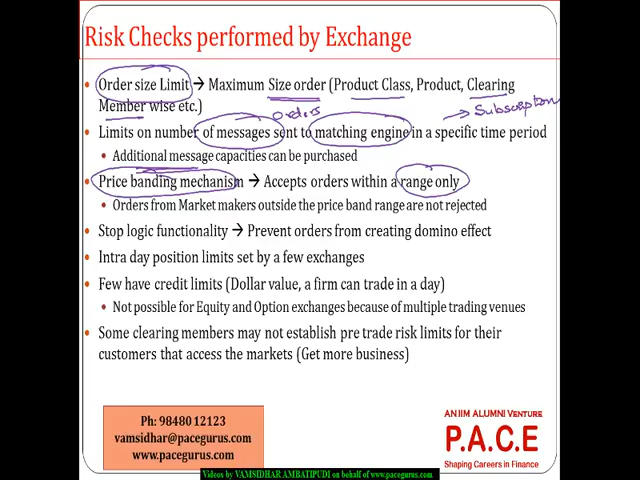 Risk Checks performed by Exchange
• Order size Limit → Maximum Size order (Product Class, Product, Clearing
Member wise etc.)
orders
→ Subscription
• Limits on number of messages sent to matching engine in a specific time period
• Additional message capacities can be purchased
• Price banding mechanism → Accepts orders within a range only
• Orders from Market makers outside the price band range are not rejected
• Stop logic functionality → Prevent orders from creating domino effect
• Intra day position limits set by a few exchanges
• Few have credit limits (Dollar value, a firm can trade in a day)
• Not possible for Equity and Option exchanges because of multiple trading venues
• Some clearing members may not establish pre trade risk limits for their
customers that access the markets (Get more business)
Ph: 98480 12123
vamsidhar@pacegurus.com
www.pacegurus.com
AN IIM ALUMNI VENTURE
P.A.C.E
Shaping Careers in Finance
Videos by VAMSIDHAR AMBATIPUDI on behalf of www.pacegurus.com